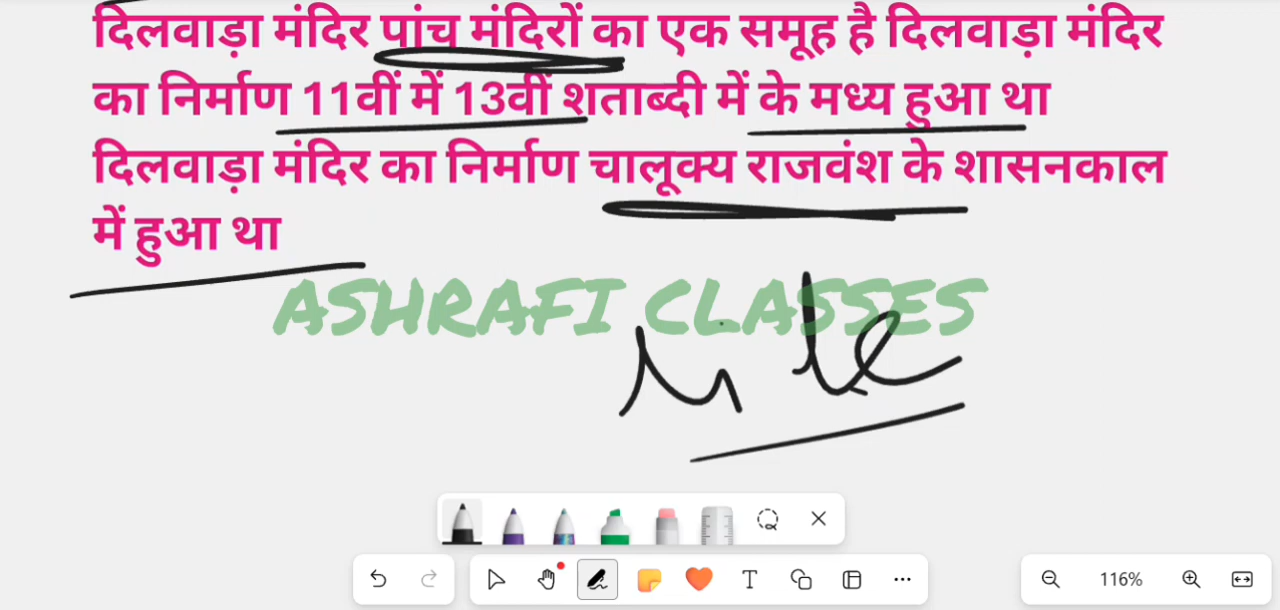 दिलवाड़ा मंदिर पांच मंदिरों का एक समूह है दिलवाड़ा मंदिर
का निर्माण 11वीं में 13वीं शताब्दी में के मध्य हुआ था
दिलवाड़ा मंदिर का निर्माण चालूक्य राजवंश के शासनकाल
में हुआ था
ASHRAFI CLASSES
116%